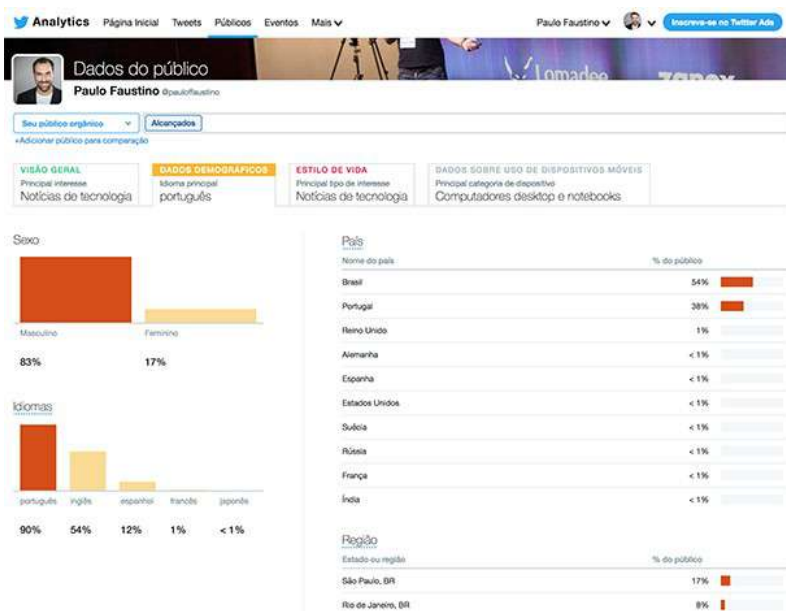 Analytics Página Inicial Tweets Públicos Eventos Mais Paulo Faustino Inscreva-se no Twitter Ads
Lomadee zanox
Dados do público
Paulo Faustino @paulofaustino
Seu público orgânico Alcançados
+Adicionar público para comparação
VISÃO GERAL
Principal interesse
Notícias de tecnologia
DADOS DEMOGRÁFICOS
Idioma principal
português
ESTILO DE VIDA
Principal tipo de interesse
Notícias de tecnologia
DADOS SOBRE USO DE DISPOSITIVOS MÓVEIS
Principal categoria de dispositivo
Computadores desktop e notebooks
Sexo
Masculino Feminino
83% 17%
Idiomas
português inglês espanhol francês japonês
90% 54% 12% 1% < 1%
País
Nome do país % do público
Brasil 54%
Portugal 38%
Reino Unido 1%
Alemanha < 1%
Espanha < 1%
Estados Unidos < 1%
Suécia < 1%
Rússia < 1%
França < 1%
Índia < 1%
Região
Estado ou região % do público
São Paulo, BR 17%
Rio de Janeiro, BR 8%